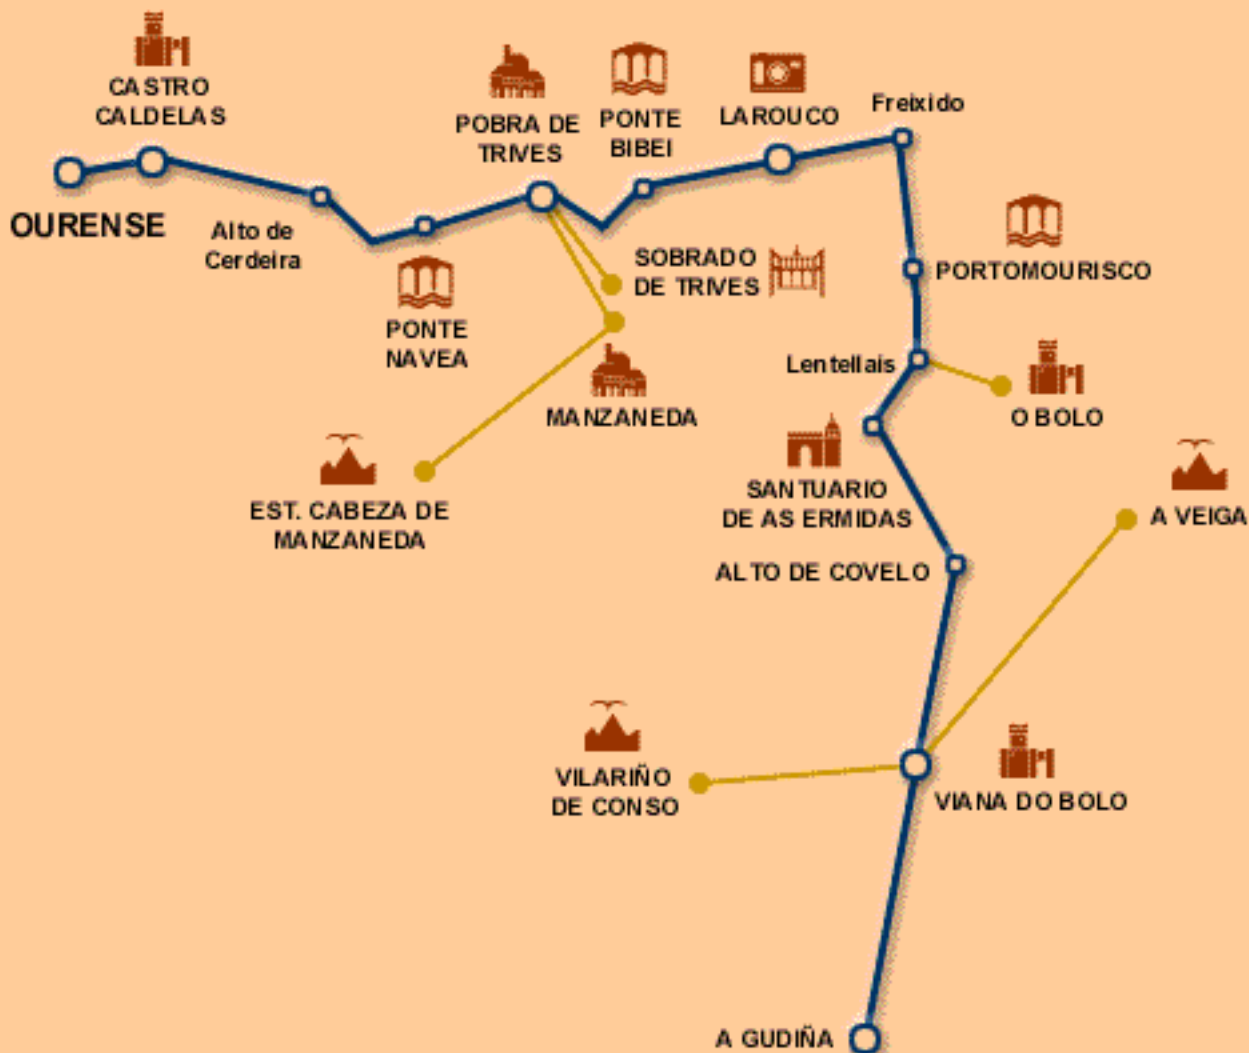 CASTRO
CALDELAS
POBRA DE
TRIVES
PONTE
BIBEI
LAROUCO
Freixido
OURENSE
Alto de
Cerdeira
PONTE
NAVEA
SOBRADO
DE TRIVES
PORTOMOURISCO
MANZANEDA
Lentellais
O BOLO
EST. CABEZA DE
MANZANEDA
SANTUARIO
DE AS ERMIDAS
A VEIGA
ALTO DE COVELO
VILARIÑO
DE CONSO
VIANA DO BOLO
A GUDIÑA